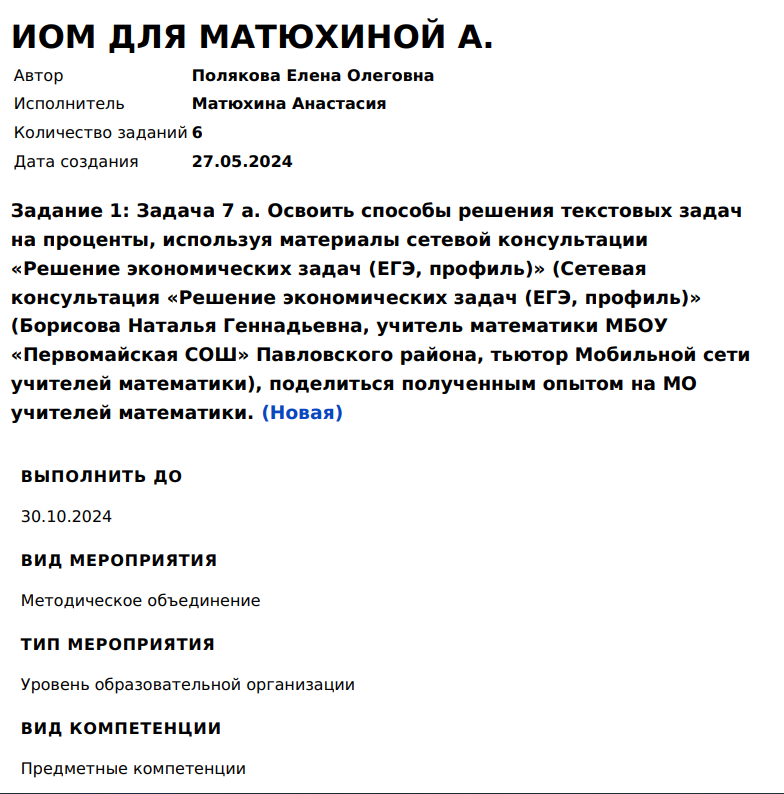 ИОМ ДЛЯ МАТЮХИНОЙ А.
Автор Полякова Елена Олеговна
Исполнитель Матюхина Анастасия
Количество заданий 6
Дата создания 27.05.2024
Задание 1: Задача 7 а. Освоить способы решения текстовых задач
на проценты, используя материалы сетевой консультации
«Решение экономических задач (ЕГЭ, профиль)» (Сетевая
консультация «Решение экономических задач (ЕГЭ, профиль)»
(Борисова Наталья Геннадьевна, учитель математики МБОУ
«Первомайская СОШ» Павловского района, тьютор Мобильной сети
учителей математики), поделиться полученным опытом на МО
учителей математики. (Новая)
ВЫПОЛНИТЬ ДО
30.10.2024
ВИД МЕРОПРИЯТИЯ
Методическое объединение
ТИП МЕРОПРИЯТИЯ
Уровень образовательной организации
ВИД КОМПЕТЕНЦИИ
Предметные компетенции